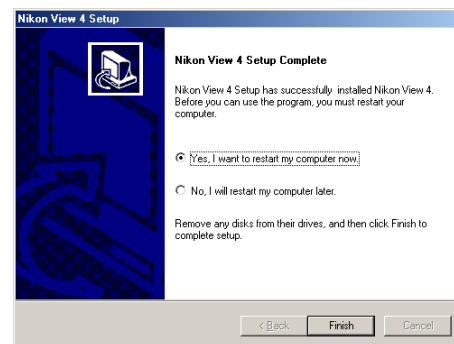 Nikon View 4 Setup
Nikon View 4 Setup Complete
Nikon View 4 Setup has successfully installed Nikon View 4.
Before you can use the program, you must restart your
computer.
Yes, I want to restart my computer now.
No, I will restart my computer later.
Remove any disks from their drives, and then click Finish to
complete setup.
< Back
Finish
Cancel